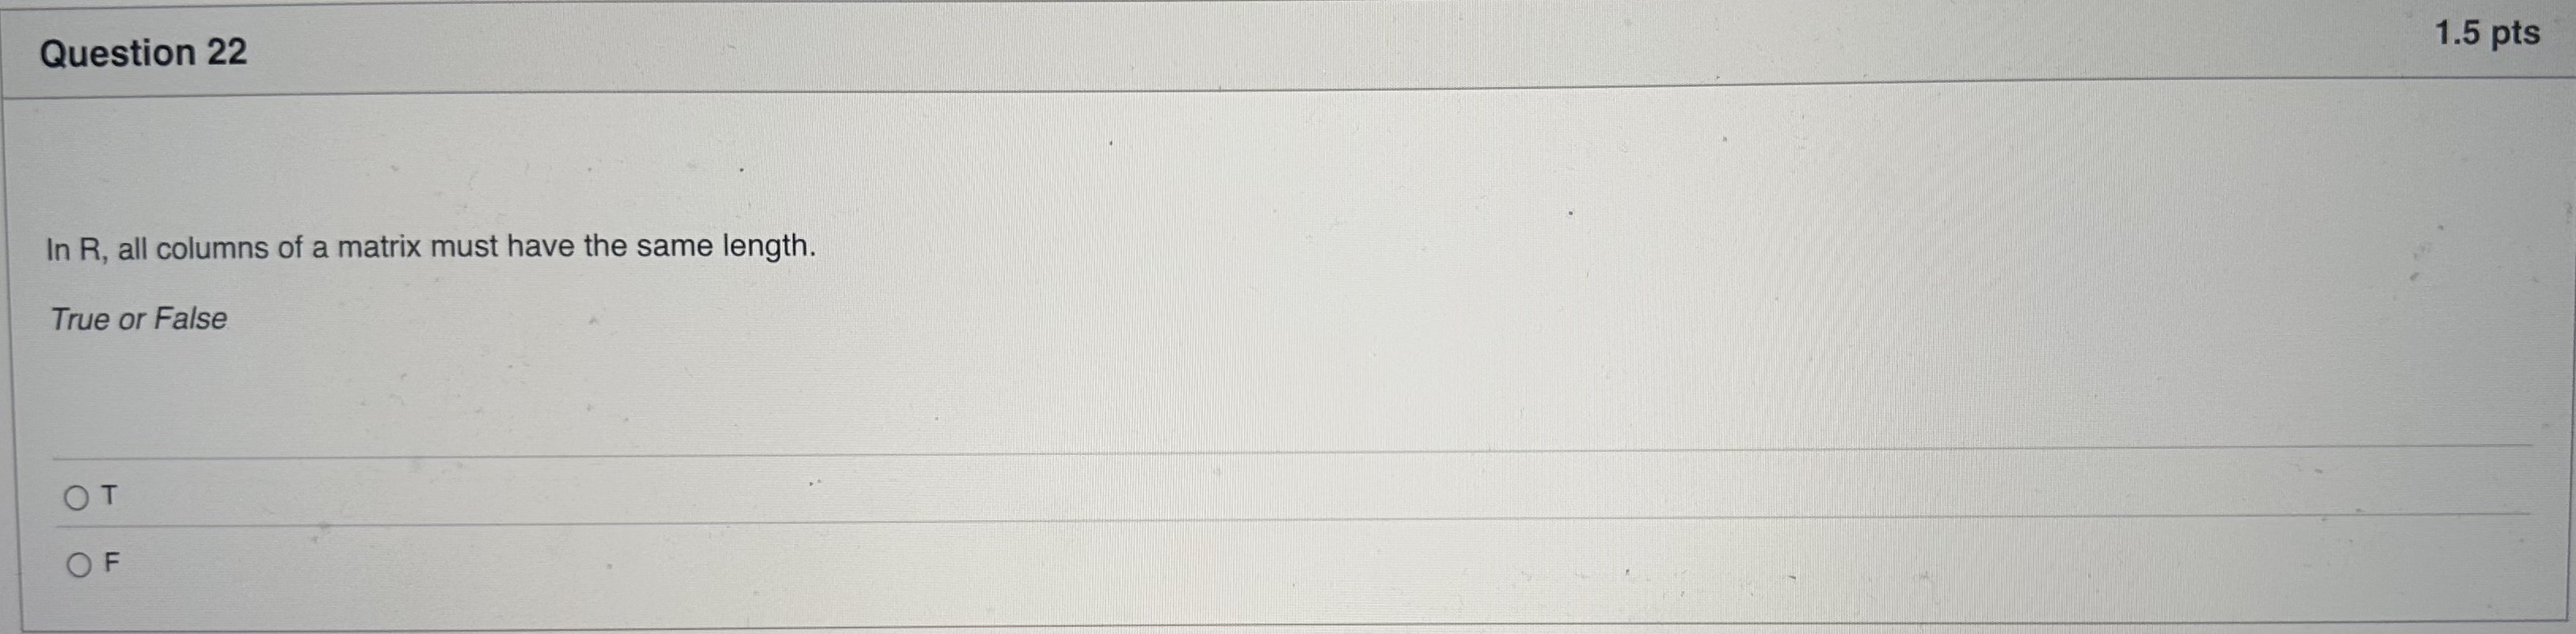 Question 22
1.5 pts
In R, all columns of a matrix must have the same length.
True or False
T
F